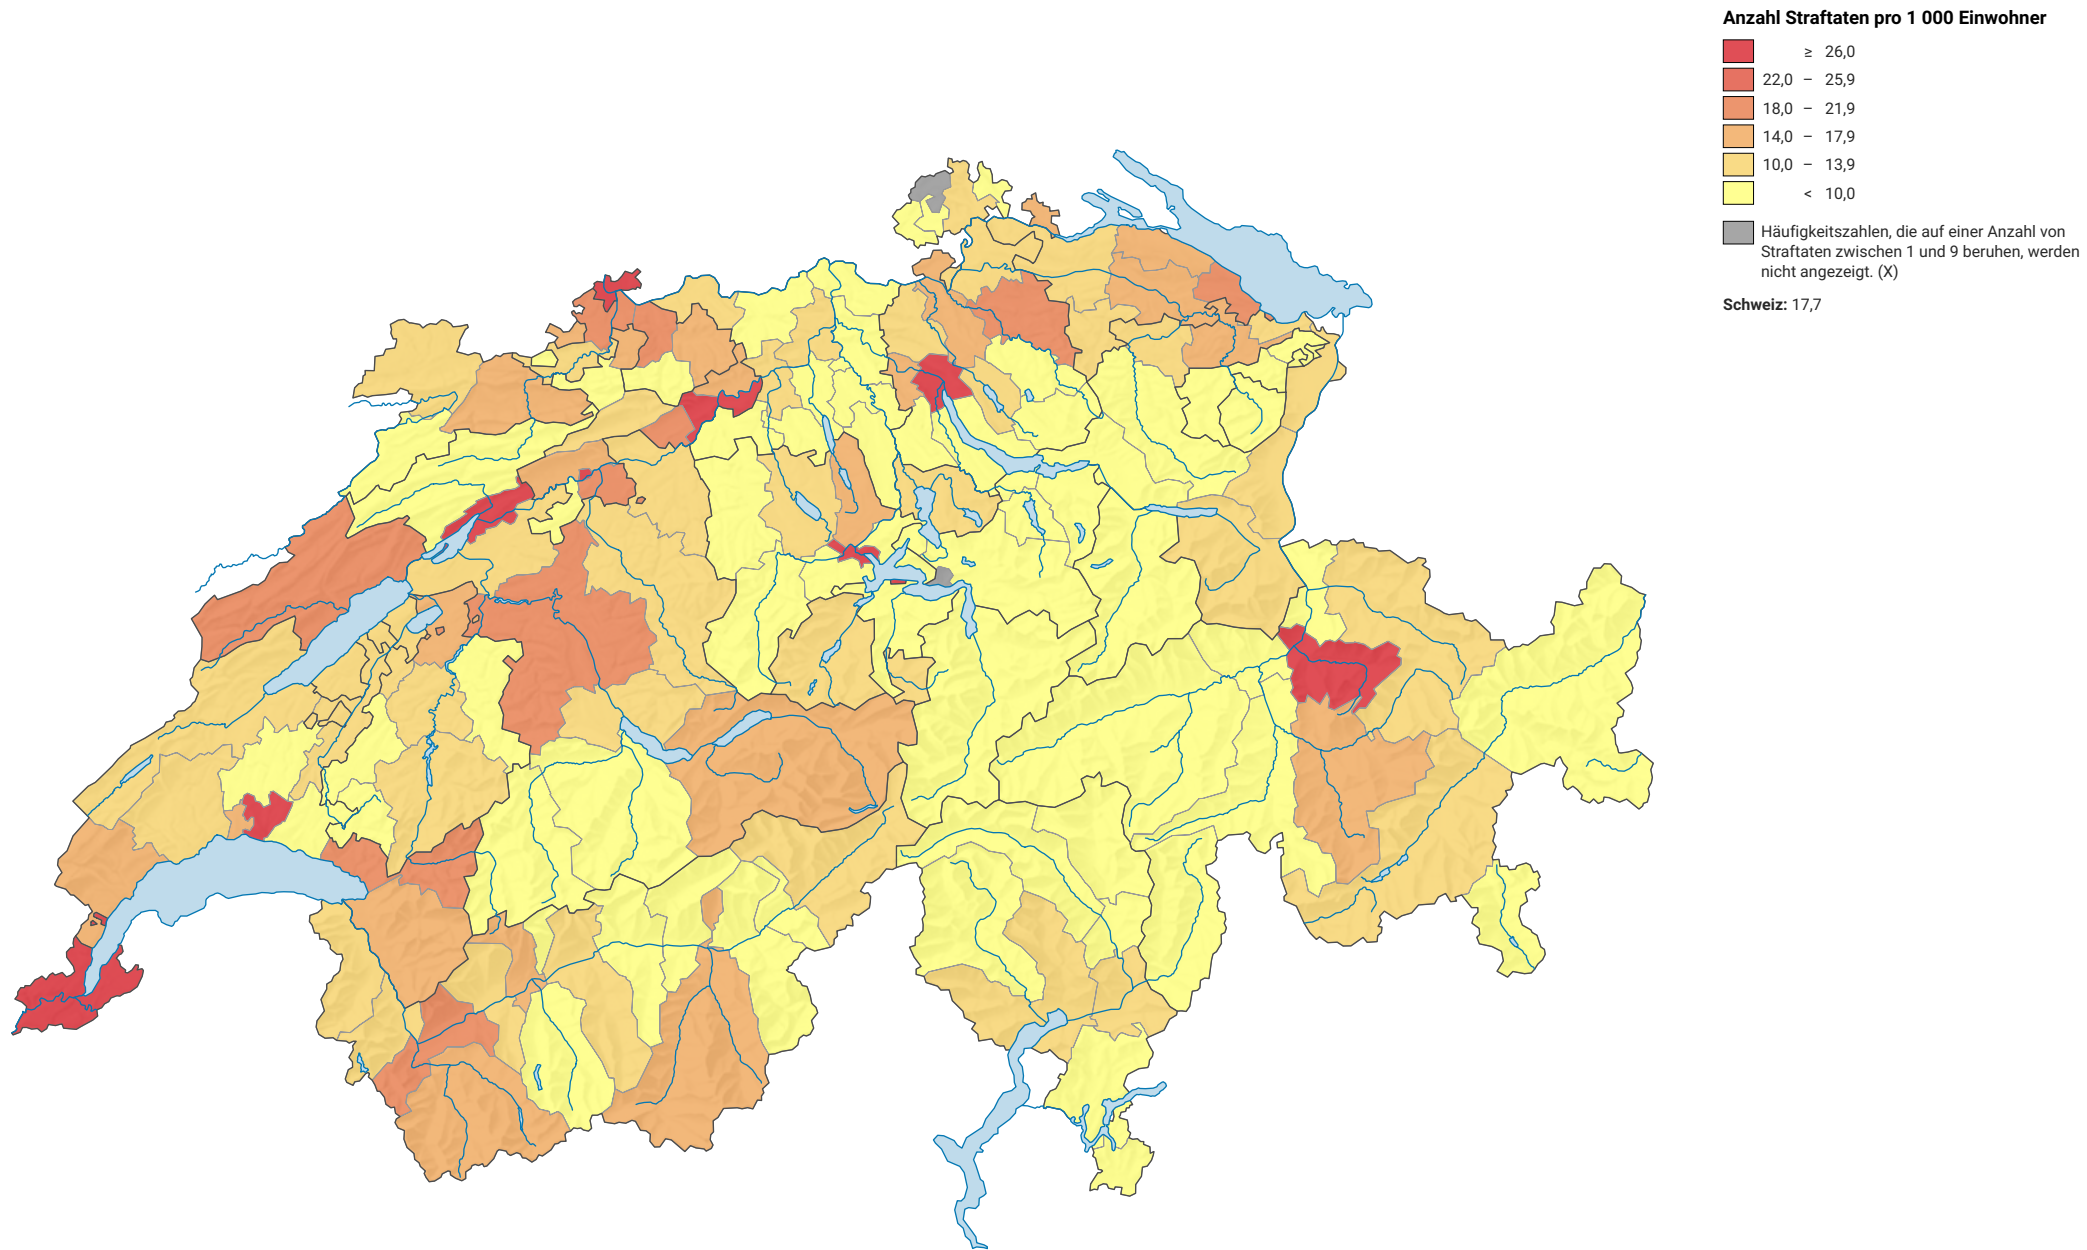 Anzahl Straftaten pro 1 000 Einwohner
≥ 26,0
22,0 – 25,9
18,0 – 21,9
14,0 – 17,9
10,0 – 13,9
< 10,0
Häufigkeitszahlen, die auf einer Anzahl von
Straftaten zwischen 1 und 9 beruhen, werden
nicht angezeigt. (X)
Schweiz: 17,7